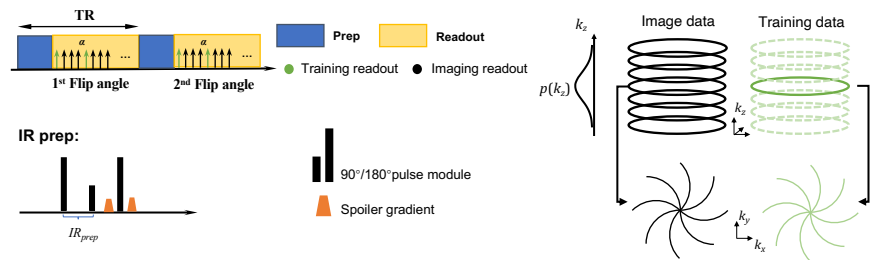 TR
α
...
α
...
1st Flip angle
2nd Flip angle
Prep
Readout
Training readout
Imaging readout
IR prep:
IRprep
90°/180°pulse module
Spoiler gradient
Image data
Training data
kz
p(kz)
kz
ky
kx